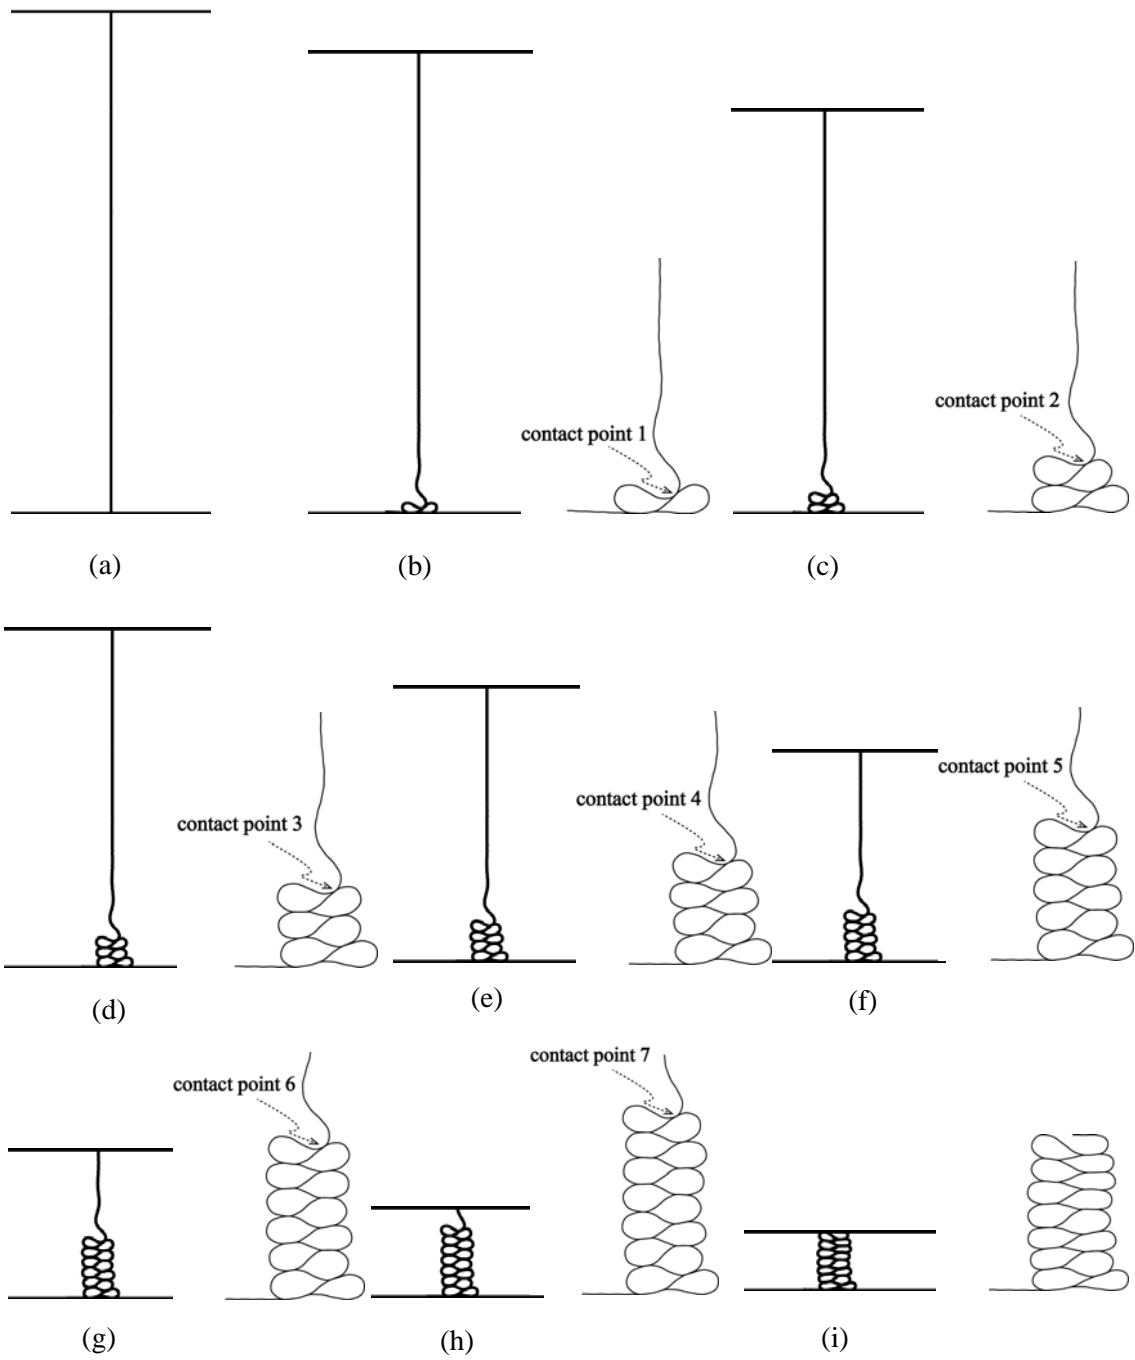 contact point 1
contact point 2
(a)
(b)
(c)
contact point 3
contact point 4
contact point 5
(d)
(e)
(f)
contact point 6
contact point 7
(g)
(h)
(i)